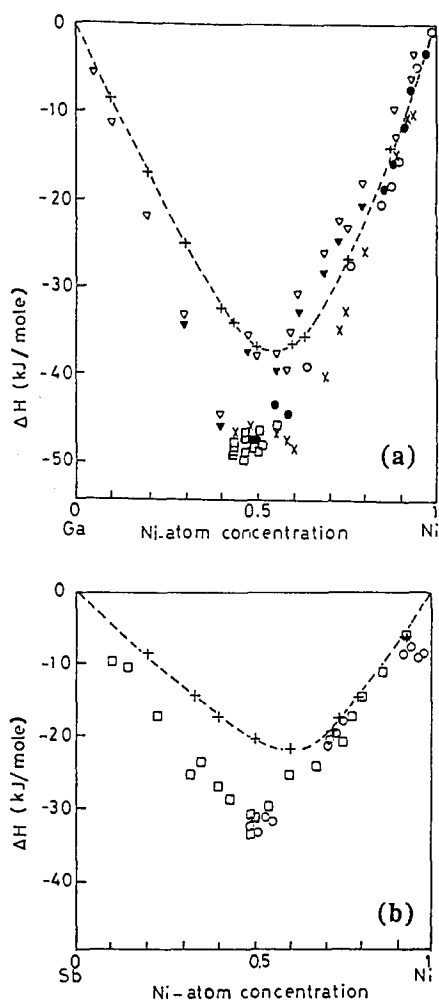 0
-10
-20
-30
-40
-50
ΔH (kJ/mole)
(a)
0 0.5 1
Ga Ni-atom concentration Ni
0
-10
-20
-30
-40
ΔH (kJ/mole)
(b)
0 0.5 1
Sb Ni-atom concentration Ni